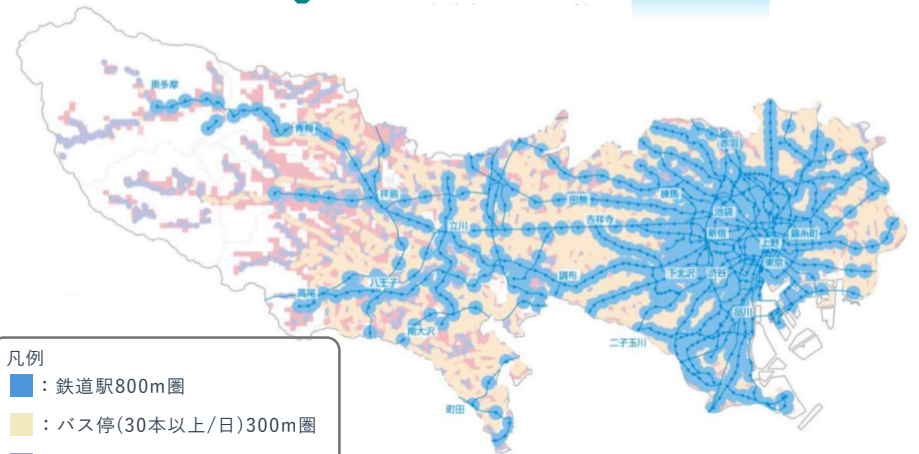 奥多摩
青梅
拝島
立川
八王子
高尾
南大沢
町田
田無
吉祥寺
調布
二子玉川
練馬
赤羽
池袋
新宿
上野
錦糸町
東京
下北沢
渋谷
品川
凡例
：鉄道駅800m圏
：バス停(30本以上/日)300m圏